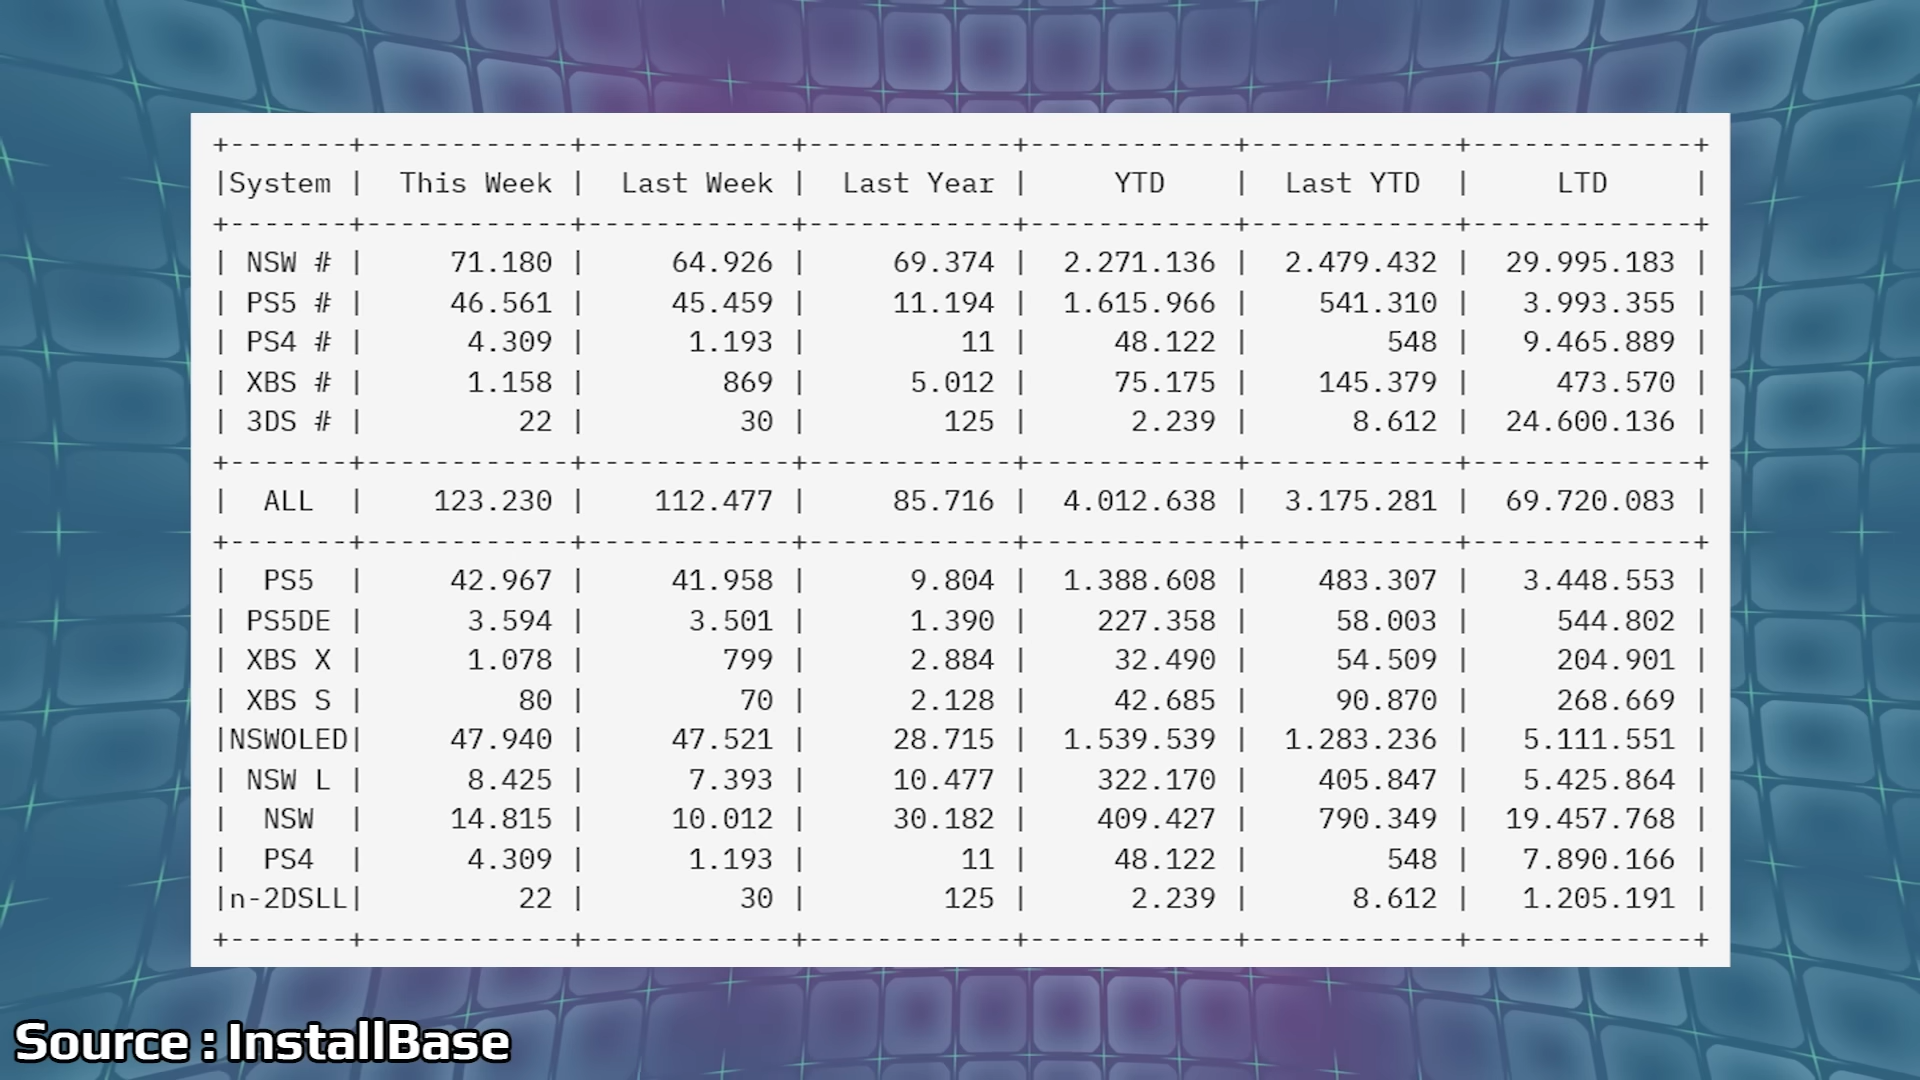 +-------+------------+------------+------------+------------+------------+-------------+
|System |  This Week |  Last Week |  Last Year |     YTD    |  Last YTD  |     LTD     |
+-------+------------+------------+------------+------------+------------+-------------+
| NSW # |     71.180 |     64.926 |     69.374 |  2.271.136 |  2.479.432 |  29.995.183 |
| PS5 # |     46.561 |     45.459 |     11.194 |  1.615.966 |    541.310 |   3.993.355 |
| PS4 # |      4.309 |      1.193 |         11 |     48.122 |        548 |   9.465.889 |
| XBS # |      1.158 |        869 |      5.012 |     75.175 |    145.379 |     473.570 |
| 3DS # |         22 |         30 |        125 |      2.239 |      8.612 |  24.600.136 |
+-------+------------+------------+------------+------------+------------+-------------+
|  ALL  |    123.230 |    112.477 |     85.716 |  4.012.638 |  3.175.281 |  69.720.083 |
+-------+------------+------------+------------+------------+------------+-------------+
|  PS5  |     42.967 |     41.958 |      9.804 |  1.388.608 |    483.307 |   3.448.553 |
| PS5DE |      3.594 |      3.501 |      1.390 |    227.358 |     58.003 |     544.802 |
| XBS X |      1.078 |        799 |      2.884 |     32.490 |     54.509 |     204.901 |
| XBS S |         80 |         70 |      2.128 |     42.685 |     90.870 |     268.669 |
|NSWOLED|     47.940 |     47.521 |     28.715 |  1.539.539 |  1.283.236 |   5.111.551 |
| NSW L |      8.425 |      7.393 |     10.477 |    322.170 |    405.847 |   5.425.864 |
|  NSW  |     14.815 |     10.012 |     30.182 |    409.427 |    790.349 |  19.457.768 |
|  PS4  |      4.309 |      1.193 |         11 |     48.122 |        548 |   7.890.166 |
|n-2DSLL|         22 |         30 |        125 |      2.239 |      8.612 |   1.205.191 |
+-------+------------+------------+------------+------------+------------+-------------+
Source : InstallBase